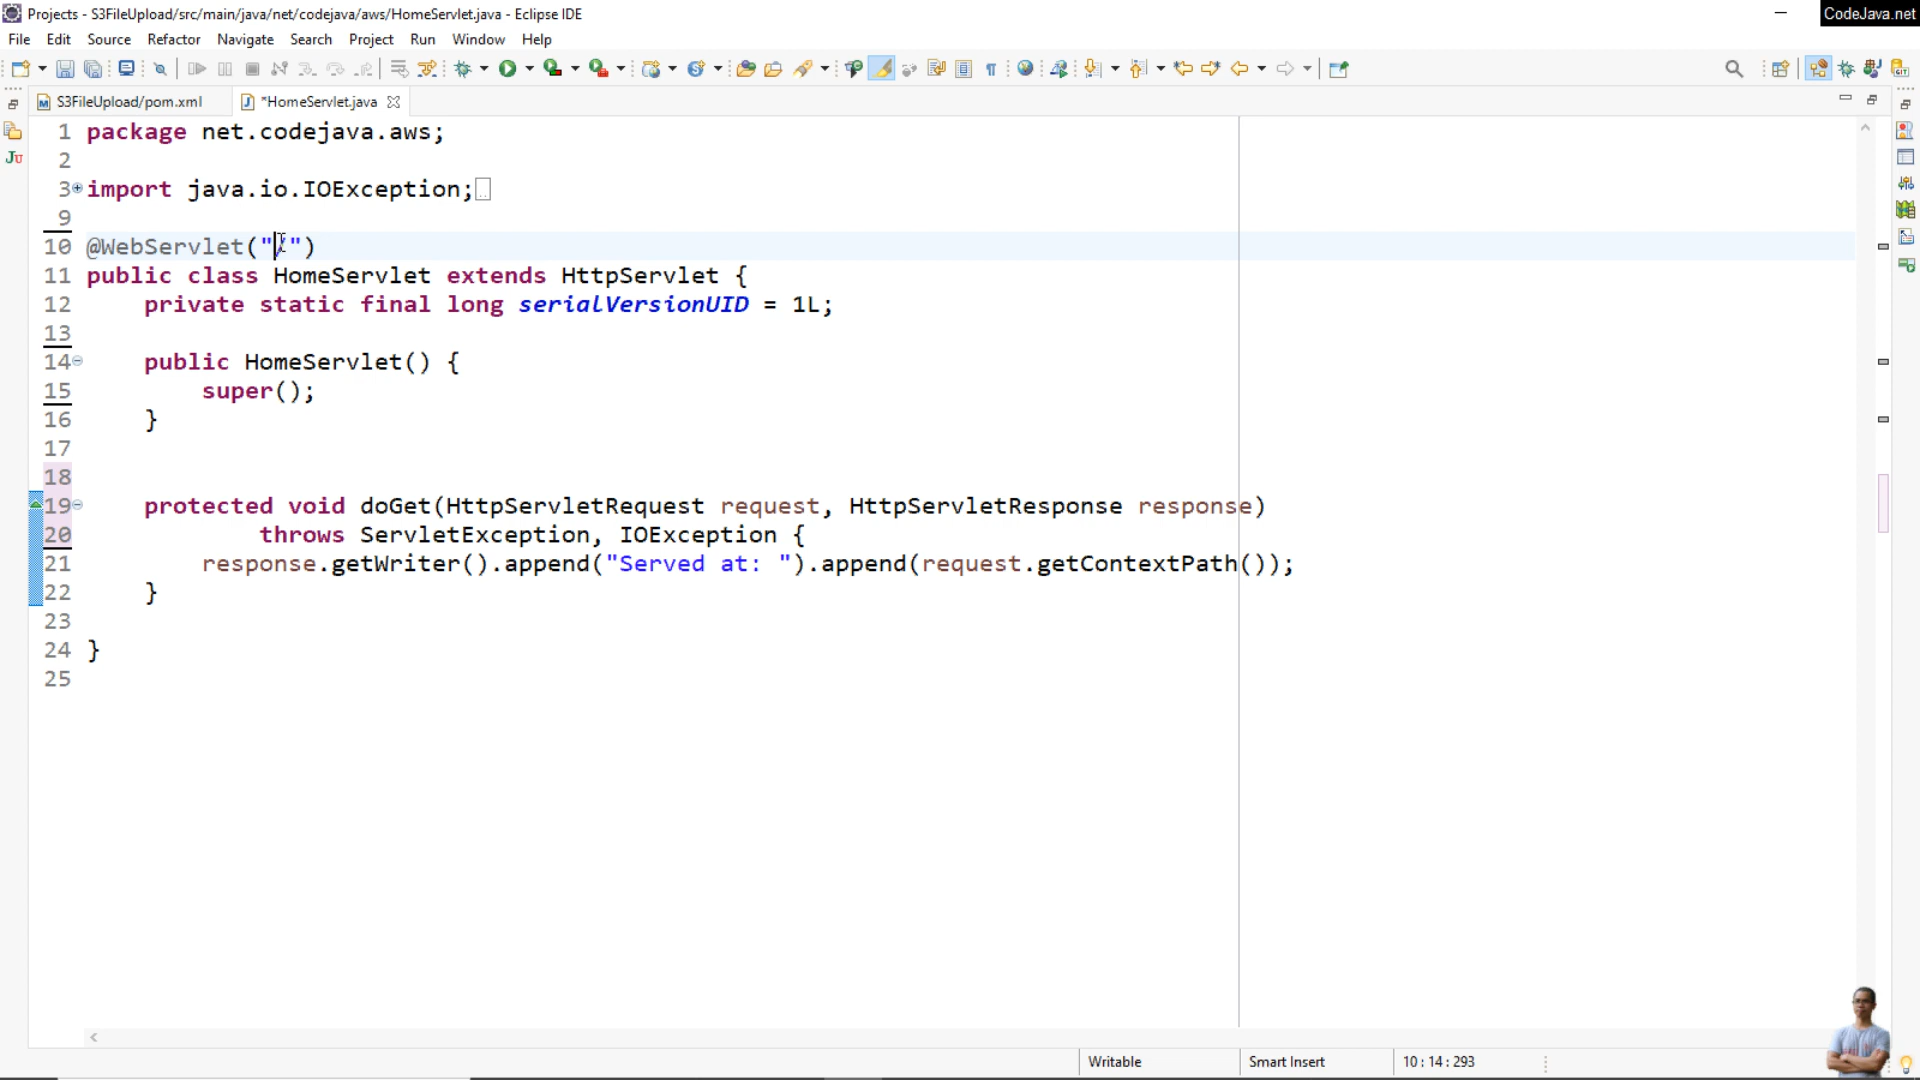 Projects - S3FileUpload/src/main/java/net/codejava/aws/HomeServlet.java - Eclipse IDE
CodeJava.net
File Edit Source Refactor Navigate Search Project Run Window Help
S3FileUpload/pom.xml *HomeServlet.java
1 package net.codejava.aws;
2
3 import java.io.IOException;
9
10 @WebServlet("/")
11 public class HomeServlet extends HttpServlet {
12 private static final long serialVersionUID = 1L;
13
14 public HomeServlet() {
15 super();
16 }
17
18
19 protected void doGet(HttpServletRequest request, HttpServletResponse response)
20 throws ServletException, IOException {
21 response.getWriter().append("Served at: ").append(request.getContextPath());
22 }
23
24 }
25
Writable Smart Insert 10 : 14 : 293